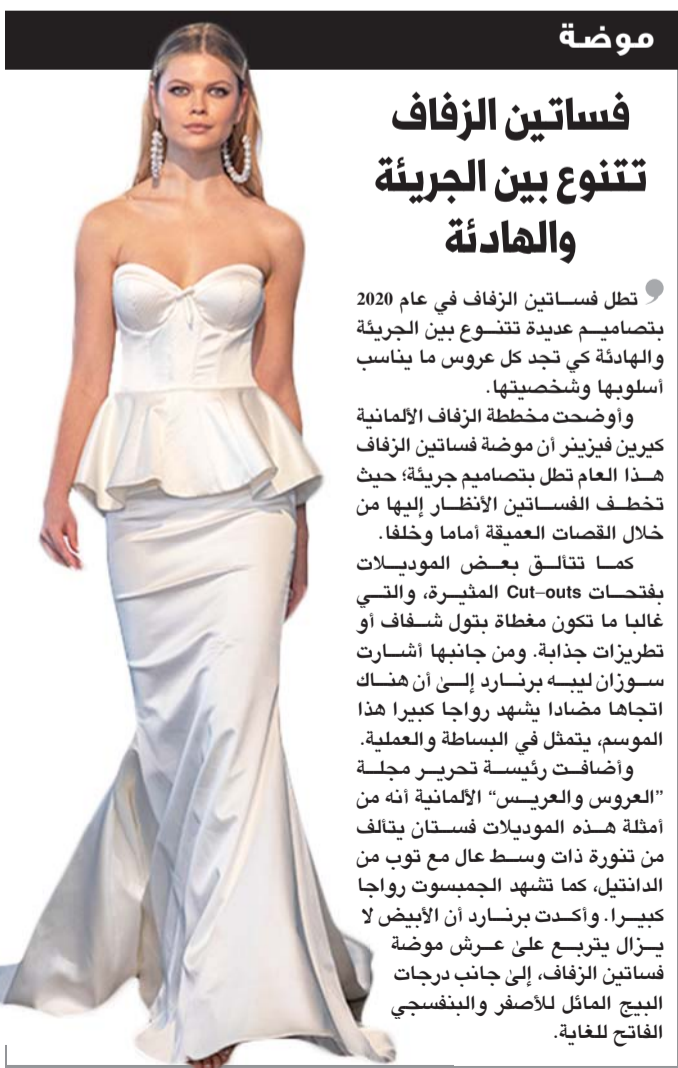 موضة
فساتين الزفاف
تتنوع بين الجريئة
والهادئة
تطل فساتين الزفاف في عام 2020
بتصاميم عديدة تتنوع بين الجريئة
والهادئة كي تجد كل عروس ما يناسب
أسلوبها وشخصيتها.
وأوضحت مخططة الزفاف الألمانية
كيرين فيزينر أن موضة فساتين الزفاف
هذا العام تطل بتصاميم جريئة؛ حيث
تخطف الفساتين الأنظار إليها من
خلال القصات العميقة أماما وخلفا.
كما تتألق بعض الموديلات
بفتحات Cut–outs المثيرة، والتي
غالبا ما تكون مغطاة بتول شفاف أو
تطريزات جذابة. ومن جانبها أشارت
سوزان ليبه برنارد إلى أن هناك
اتجاها مضادا يشهد رواجا كبيرا هذا
الموسم، يتمثل في البساطة والعملية.
وأضافت رئيسة تحرير مجلة
”العروس والعريس“ الألمانية أنه من
أمثلة هذه الموديلات فستان يتألف
من تنورة ذات وسط عال مع توب من
الدانتيل، كما تشهد الجمبسوت رواجا
كبيرا. وأكدت برنارد أن الأبيض لا
يزال يتربع على عرش موضة
فساتين الزفاف، إلى جانب درجات
البيج المائل للأصفر والبنفسجي
الفاتح للغاية.